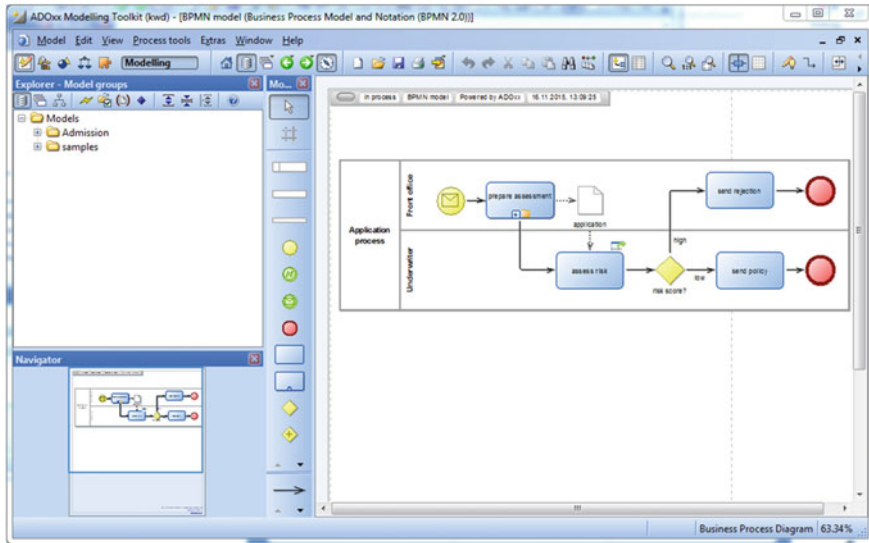 ADOxx Modelling Toolkit (kwd) - [BPMN model (Business Process Model and Notation (BPMN 2.0))]
Model Edit View Process tools Extras Window Help
Modelling
Explorer - Model groups
Mo...
Models
Admission
samples
In process BPMN model Powered by ADOxx 16.11.2015, 13:09:25
Application process
Front office
Underwriter
prepare assessment
application
send rejection
high
assess risk
risk score?
low
send policy
Navigator
Business Process Diagram 63.34%